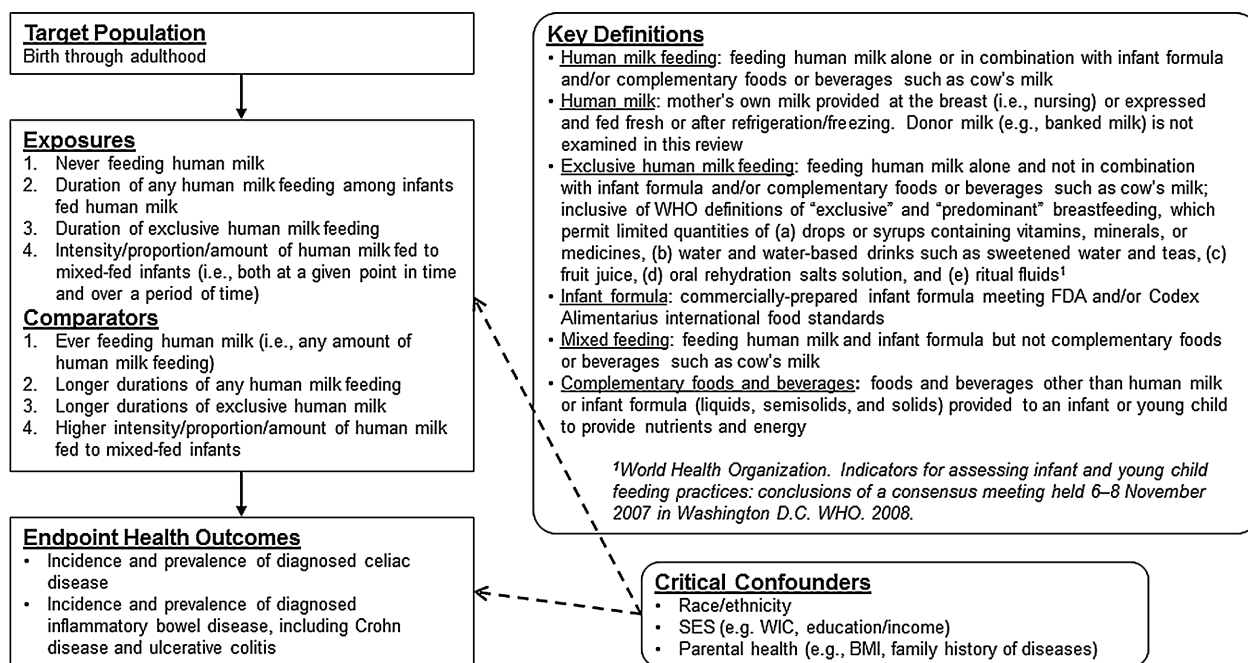 Target Population
Birth through adulthood
Exposures
1. Never feeding human milk
2. Duration of any human milk feeding among infants
fed human milk
3. Duration of exclusive human milk feeding
4. Intensity/proportion/amount of human milk fed to
mixed-fed infants (i.e., both at a given point in time
and over a period of time)
Comparators
1. Ever feeding human milk (i.e., any amount of
human milk feeding)
2. Longer durations of any human milk feeding
3. Longer durations of exclusive human milk
4. Higher intensity/proportion/amount of human milk
fed to mixed-fed infants
Endpoint Health Outcomes
• Incidence and prevalence of diagnosed celiac
disease
• Incidence and prevalence of diagnosed
inflammatory bowel disease, including Crohn
disease and ulcerative colitis
Key Definitions
• Human milk feeding: feeding human milk alone or in combination with infant formula
and/or complementary foods or beverages such as cow's milk
• Human milk: mother's own milk provided at the breast (i.e., nursing) or expressed
and fed fresh or after refrigeration/freezing. Donor milk (e.g., banked milk) is not
examined in this review
• Exclusive human milk feeding: feeding human milk alone and not in combination
with infant formula and/or complementary foods or beverages such as cow's milk;
inclusive of WHO definitions of "exclusive" and "predominant" breastfeeding, which
permit limited quantities of (a) drops or syrups containing vitamins, minerals, or
medicines, (b) water and water-based drinks such as sweetened water and teas, (c)
fruit juice, (d) oral rehydration salts solution, and (e) ritual fluids¹
• Infant formula: commercially-prepared infant formula meeting FDA and/or Codex
Alimentarius international food standards
• Mixed feeding: feeding human milk and infant formula but not complementary foods
or beverages such as cow's milk
• Complementary foods and beverages: foods and beverages other than human milk
or infant formula (liquids, semisolids, and solids) provided to an infant or young child
to provide nutrients and energy
¹World Health Organization. Indicators for assessing infant and young child
feeding practices: conclusions of a consensus meeting held 6–8 November
2007 in Washington D.C. WHO. 2008.
Critical Confounders
• Race/ethnicity
• SES (e.g. WIC, education/income)
• Parental health (e.g., BMI, family history of diseases)